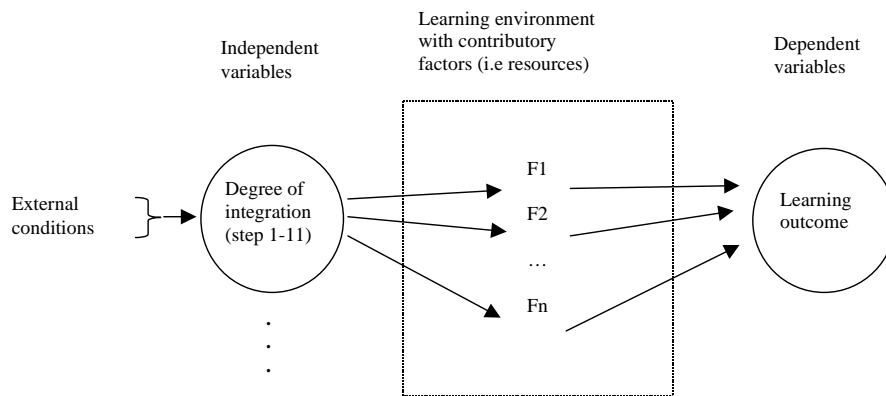 Independent
variables
Learning environment
with contributory
factors (i.e resources)
Dependent
variables
External
conditions
Degree of
integration
(step 1-11)
F1
F2
…
Fn
Learning
outcome